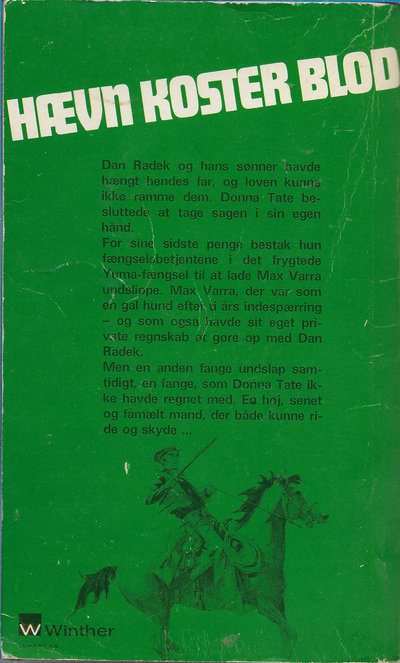 HÆVN KOSTER BLOD
Dan Radek og hans sønner havde
hængt hendes far, og loven kunne
ikke ramme dem. Donna Tate be-
sluttede at tage sagen i sin egen
hånd.
For sine sidste penge bestak hun
fængselsbetjentene i det frygtede
Yuma-fængsel til at lade Max Varra
undslippe. Max Varra, der var som
en gal hund efter ti års indespærring
– og som også havde sit eget pri-
vate regnskab at gøre op med Dan
Radek.
Men en anden fange undslap sam-
tidigt, en fange, som Donna Tate ik-
ke havde regnet med. En høj, senet
og fåmælt mand, der både kunne ri-
de og skyde ...
W Winther